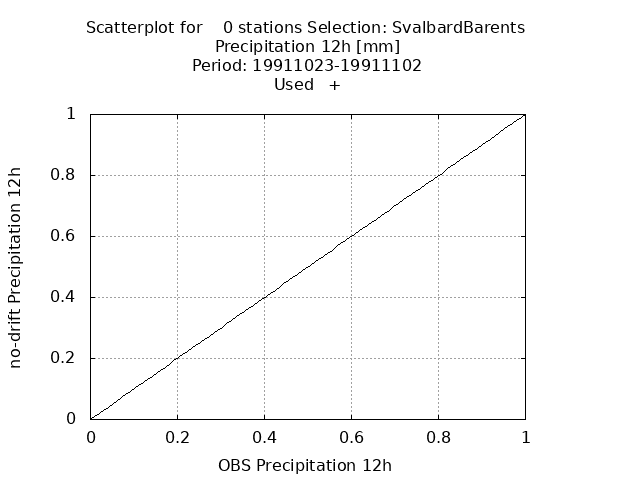 Scatterplot for    0 stations Selection: SvalbardBarents
Precipitation 12h [mm]
Period: 19911023-19911102
Used   +
1
0.8
0.6
0.4
0.2
0
no-drift Precipitation 12h
0 0.2 0.4 0.6 0.8 1
OBS Precipitation 12h